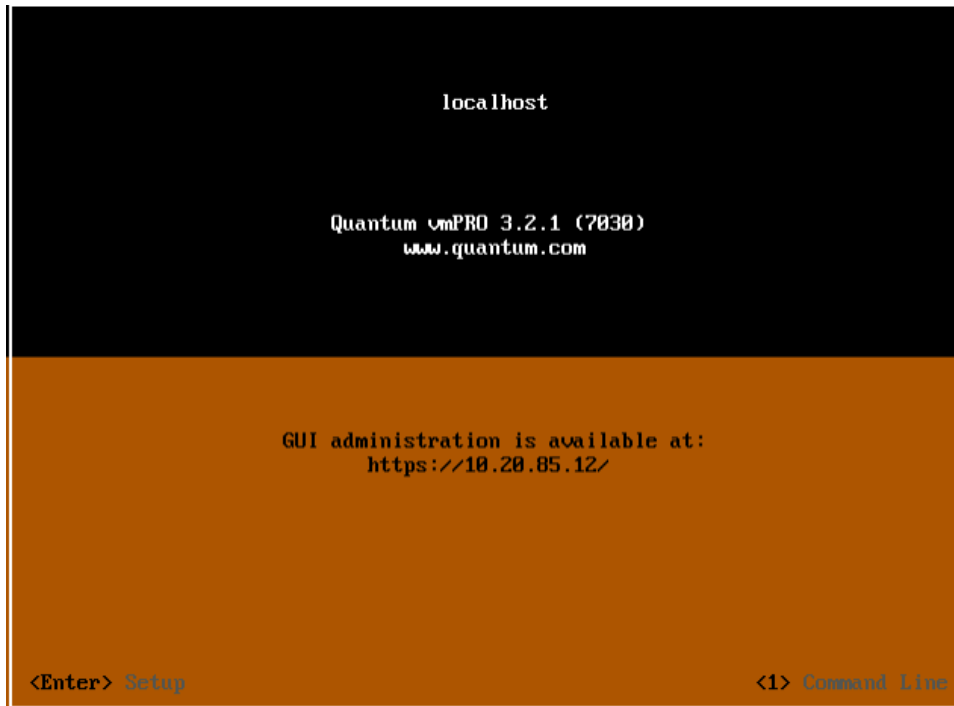 localhost
Quantum vmPRO 3.2.1 (7030)
www.quantum.com
GUI administration is available at:
https://10.20.85.12/
<Enter> Setup
<1> Command Line